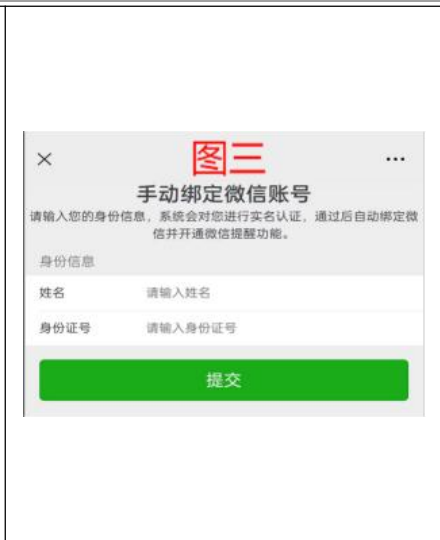 图三
手动绑定微信账号
请输入您的身份信息，系统会对您进行实名认证，通过后自动绑定微
信并开通微信提醒功能。
身份信息
姓名 请输入姓名
身份证号 请输入身份证号
提交